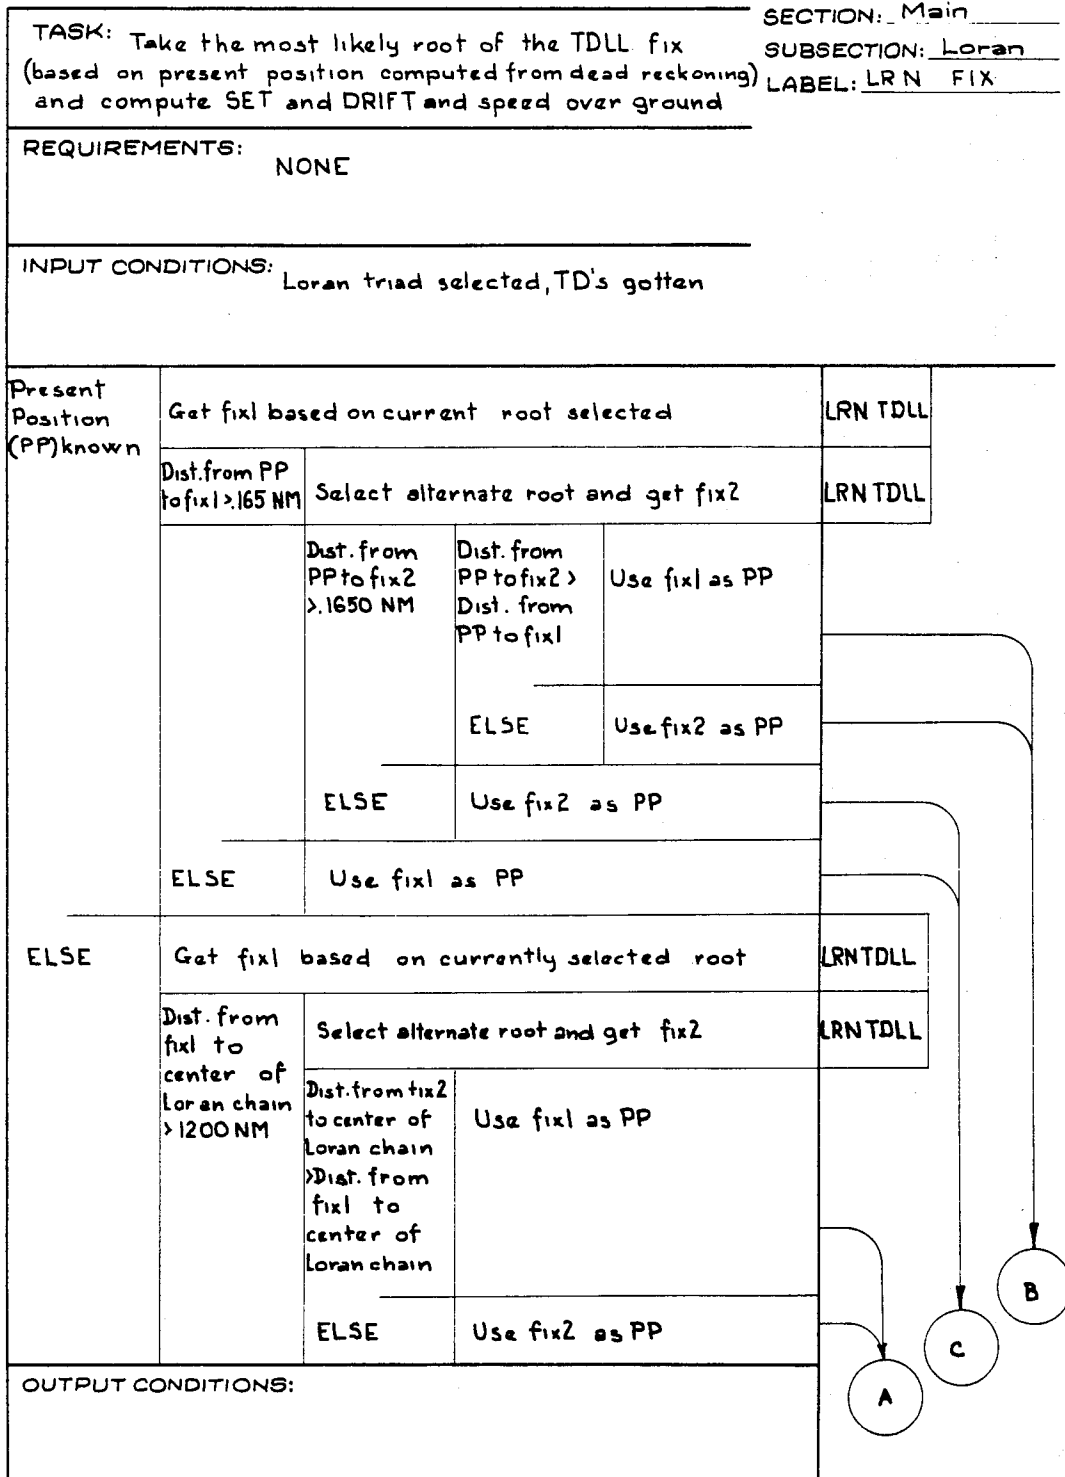 SECTION: Main
TASK: Take the most likely root of the TDLL fix
SUBSECTION: Loran
(based on present position computed from dead reckoning)
LABEL: LRN FIX
and compute SET and DRIFT and speed over ground
REQUIREMENTS:
NONE
INPUT CONDITIONS:
Loran triad selected, TD's gotten
Present
Position
(PP) known
Get fix1 based on current root selected
LRN TDLL
Dist. from PP
to fix1 >.165 NM
Select alternate root and get fix2
LRN TDLL
Dist. from
PP to fix2
>.1650 NM
Dist. from
PP to fix2 >
Dist. from
PP to fix1
Use fix1 as PP
ELSE
Use fix2 as PP
ELSE
Use fix2 as PP
ELSE
Use fix1 as PP
ELSE
Get fix1 based on currently selected root
LRN TDLL
Dist. from
fix1 to
center of
Loran chain
>1200 NM
Select alternate root and get fix2
LRN TDLL
Dist. from fix2
to center of
Loran chain
>Dist. from
fix1 to
center of
Loran chain
Use fix1 as PP
ELSE
Use fix2 as PP
B
C
A
OUTPUT CONDITIONS: